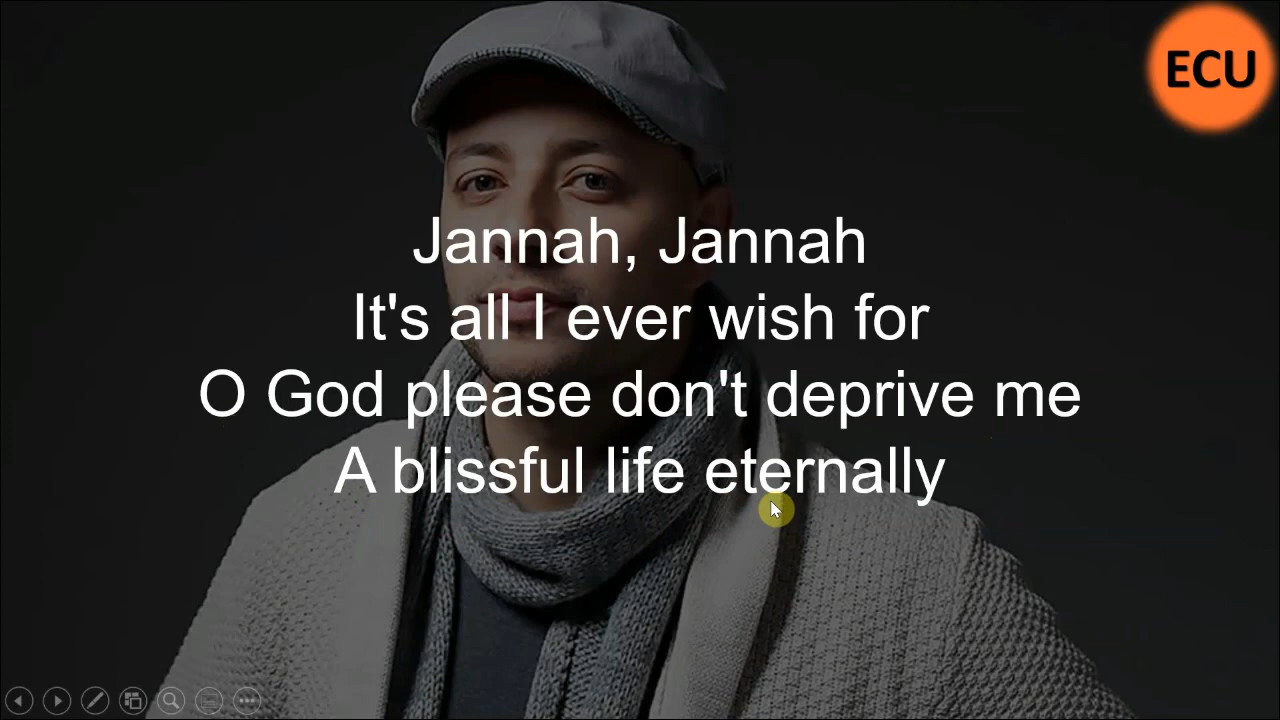 ECU
Jannah, Jannah
It's all I ever wish for
O God please don't deprive me
A blissful life eternally